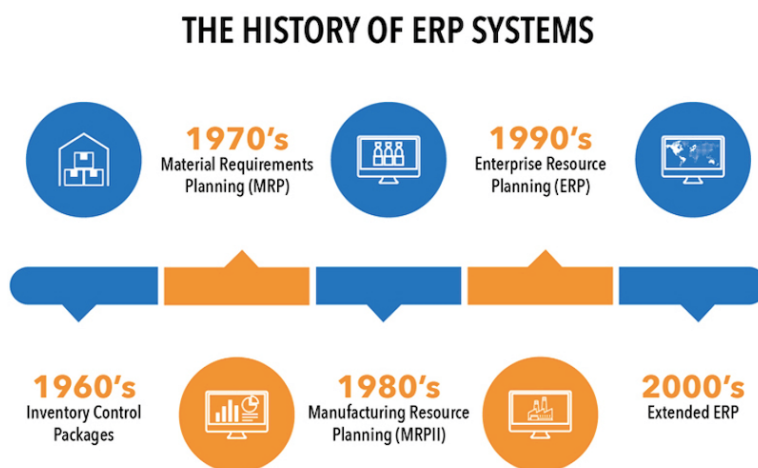 THE HISTORY OF ERP SYSTEMS
1970's
Material Requirements
Planning (MRP)
1990's
Enterprise Resource
Planning (ERP)
1960's
Inventory Control
Packages
1980's
Manufacturing Resource
Planning (MRPII)
2000's
Extended ERP